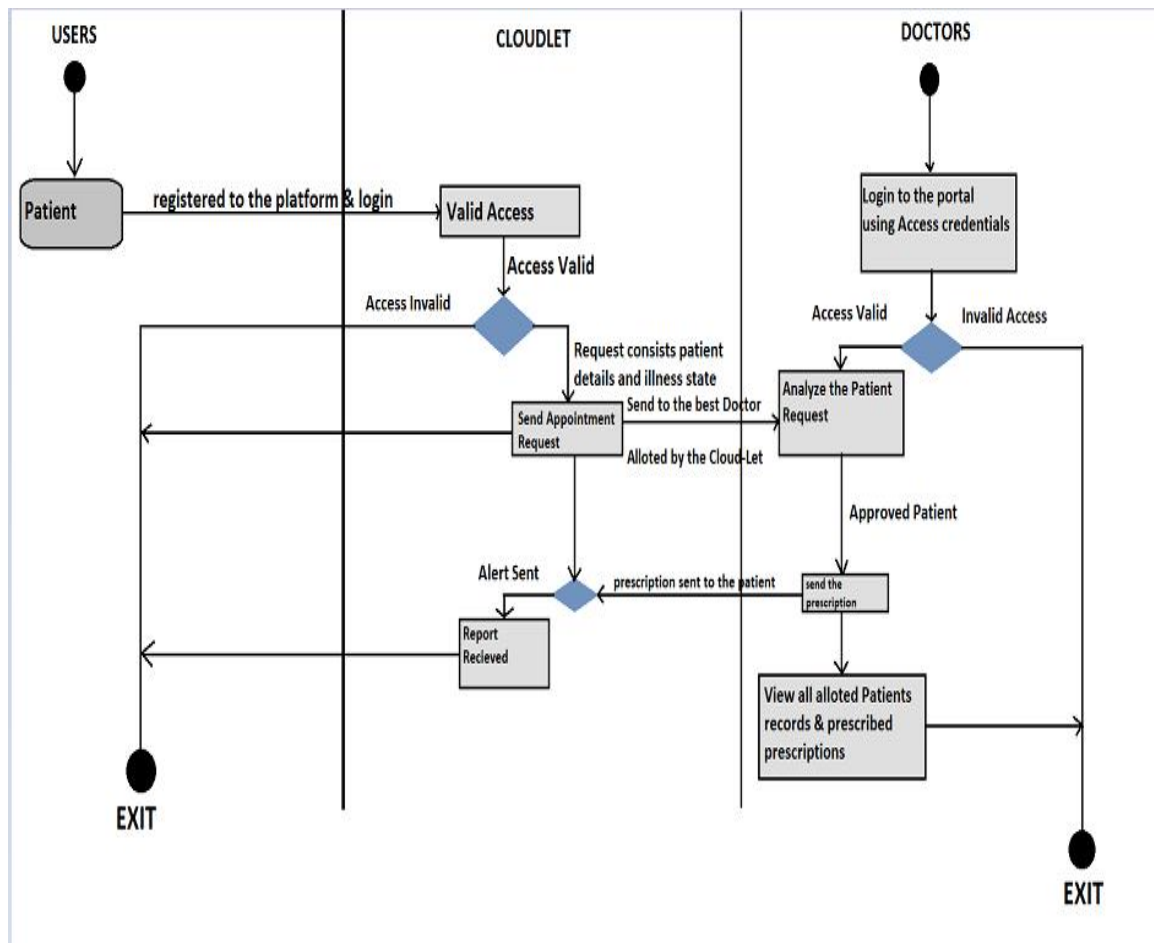 USERS
CLOUDLET
DOCTORS
Patient
registered to the platform & login
Valid Access
Login to the portal
using Access credentials
Access Valid
Access Invalid
Access Valid
Invalid Access
Request consists patient
details and illness state
Send Appointment
Request
Send to the best Doctor
Alloted by the Cloud-Let
Analyze the Patient
Request
Approved Patient
Alert Sent
prescription sent to the patient
send the
prescription
Report
Recieved
View all alloted Patients
records & prescribed
prescriptions
EXIT
EXIT